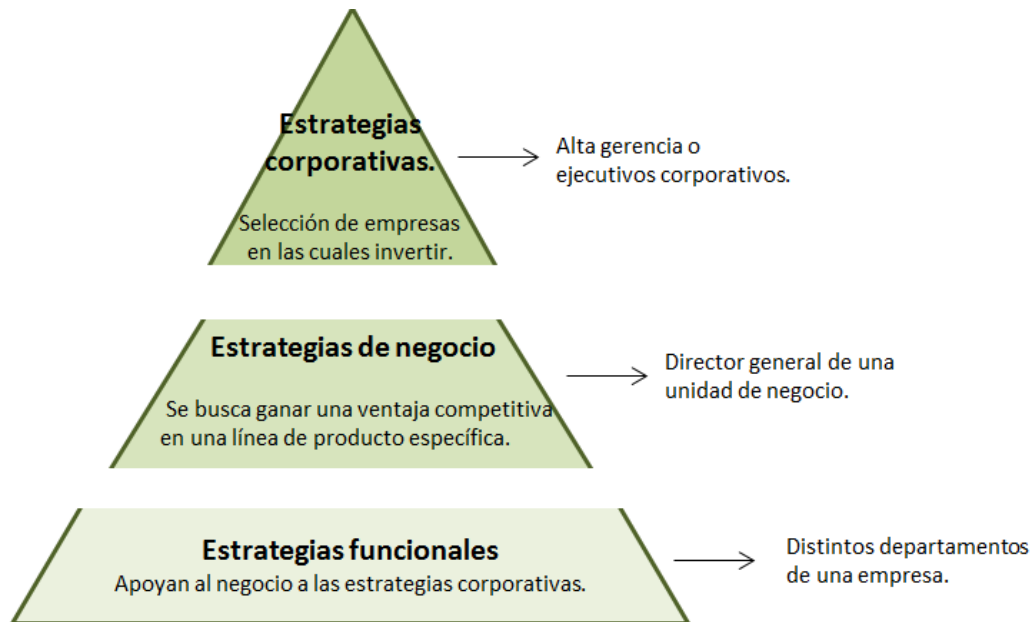 Estrategias
corporativas.
Selección de empresas
en las cuales invertir.
Alta gerencia o
ejecutivos corporativos.
Estrategias de negocio
Se busca ganar una ventaja competitiva
en una línea de producto específica.
Director general de una
unidad de negocio.
Estrategias funcionales
Apoyan al negocio a las estrategias corporativas.
Distintos departamentos
de una empresa.